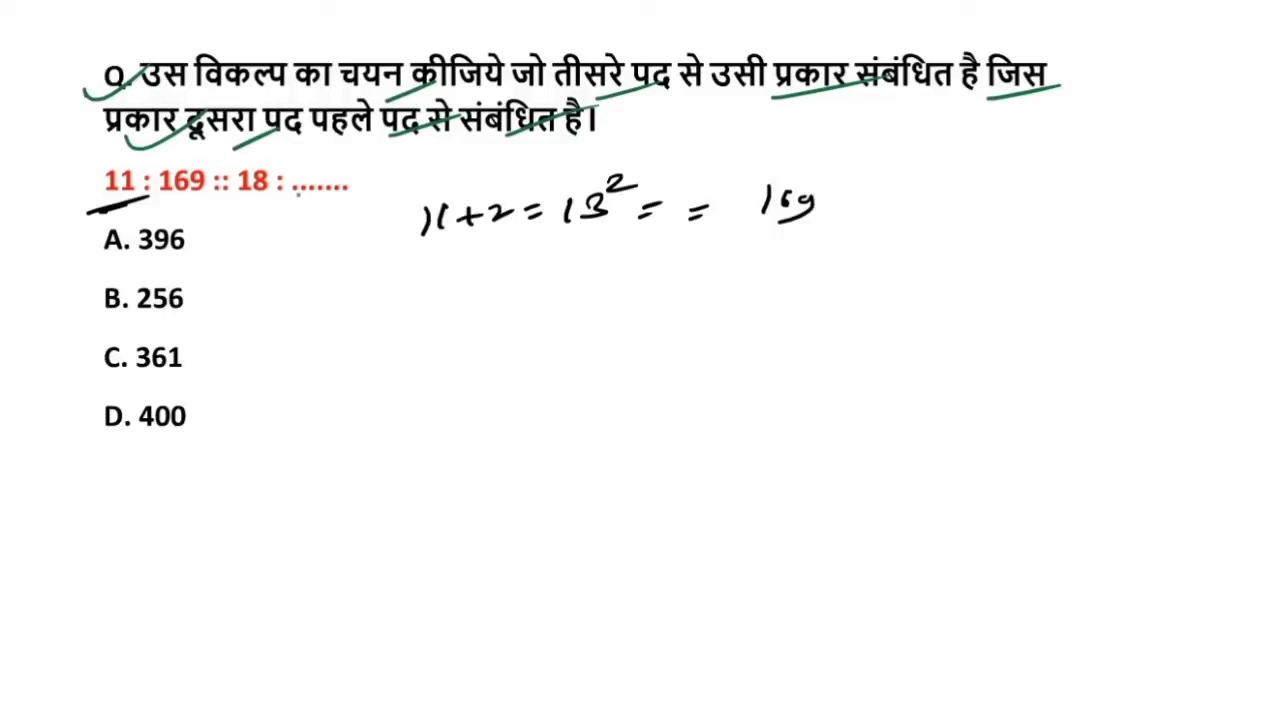 Q. उस विकल्प का चयन कीजिये जो तीसरे पद से उसी प्रकार संबंधित है जिस
प्रकार दूसरा पद पहले पद से संबंधित है।
11 : 169 :: 18 : .......
11 + 2 = 13² = = 169
A. 396
B. 256
C. 361
D. 400